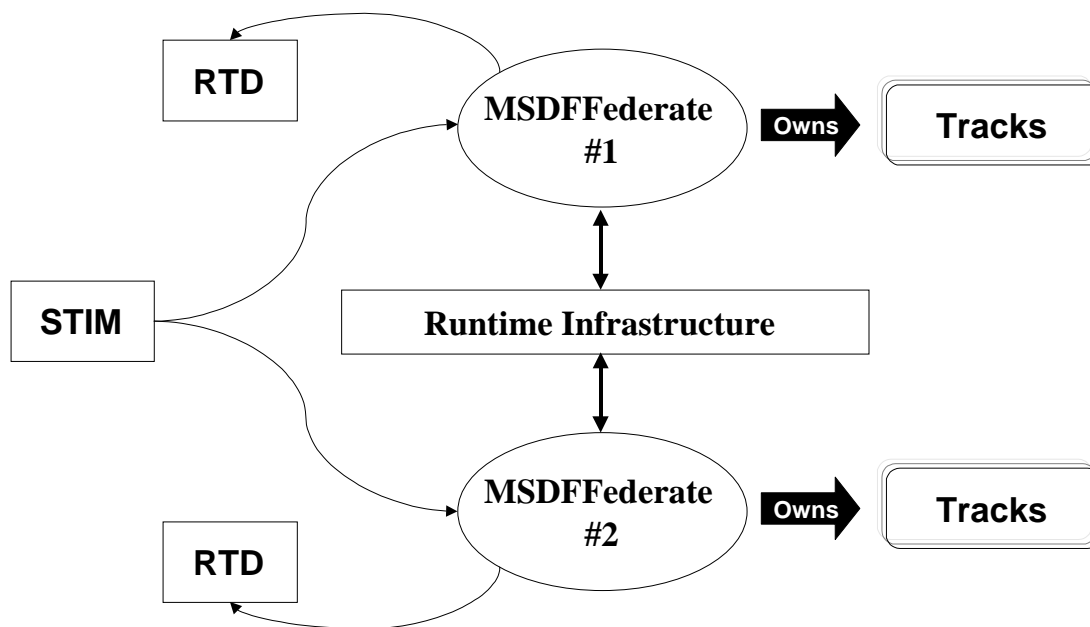 RTD
MSDFFederate
#1
Owns
Tracks
STIM
Runtime Infrastructure
MSDFFederate
#2
Owns
Tracks
RTD